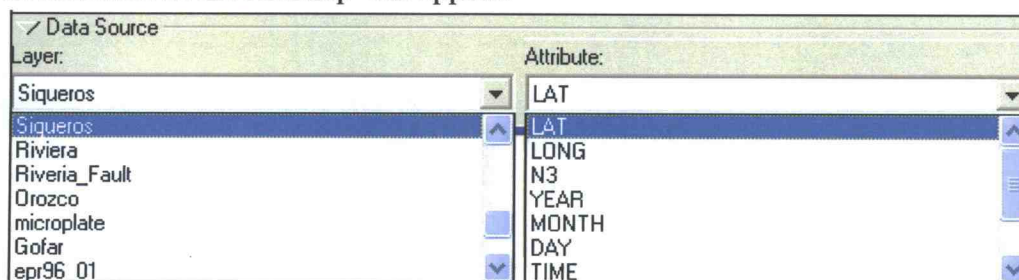 Data Source
Layer:
Attribute:
Siqueros
LAT
Siqueros
Riviera
Riveria_Fault
Orozco
microplate
Gofar
epr96_01
LAT
LONG
N3
YEAR
MONTH
DAY
TIME